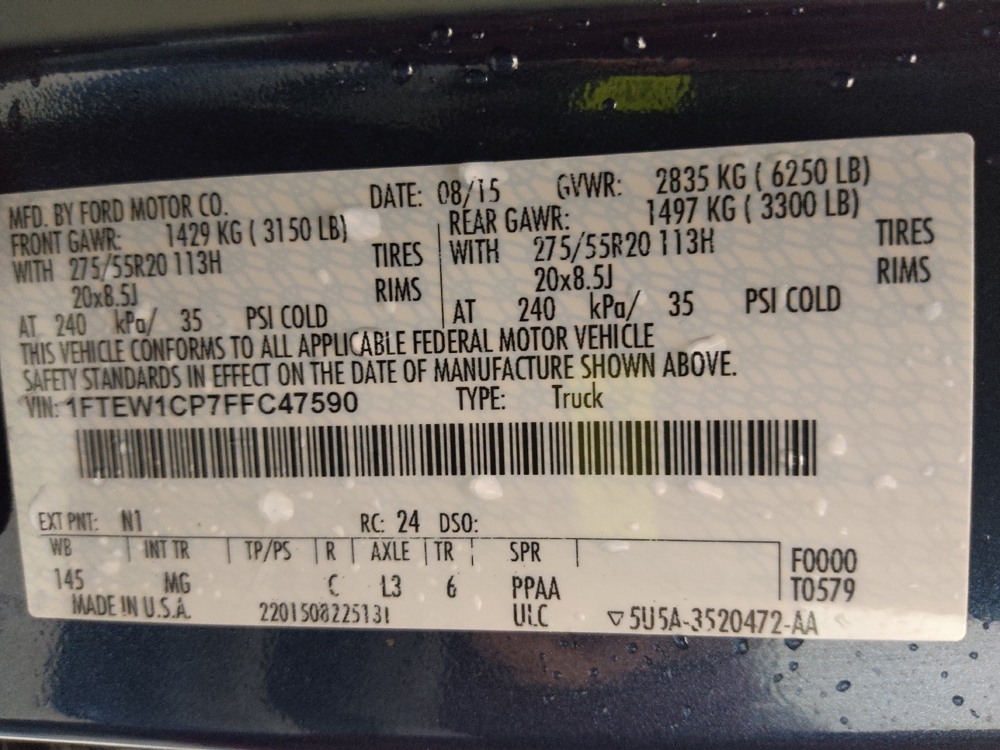 MFD. BY FORD MOTOR CO. DATE: 08/15 GVWR: 2835 KG ( 6250 LB)
FRONT GAWR: 1429 KG ( 3150 LB) REAR GAWR: 1497 KG ( 3300 LB)
WITH 275/55R20 113H TIRES WITH 275/55R20 113H TIRES
20x8.5J RIMS 20x8.5J RIMS
AT 240 kPa/ 35 PSI COLD AT 240 kPa/ 35 PSI COLD
THIS VEHICLE CONFORMS TO ALL APPLICABLE FEDERAL MOTOR VEHICLE
SAFETY STANDARDS IN EFFECT ON THE DATE OF MANUFACTURE SHOWN ABOVE.
VIN: 1FTEW1CP7FFC47590 TYPE: Truck
EXT PNT: N1 RC: 24 DSO:
WB INT TR TP/PS R AXLE TR SPR F0000
145 MG C L3 6 PPAA T0579
MADE IN U.S.A. 2201508225131 ULC ▽5U5A-3520472-AA